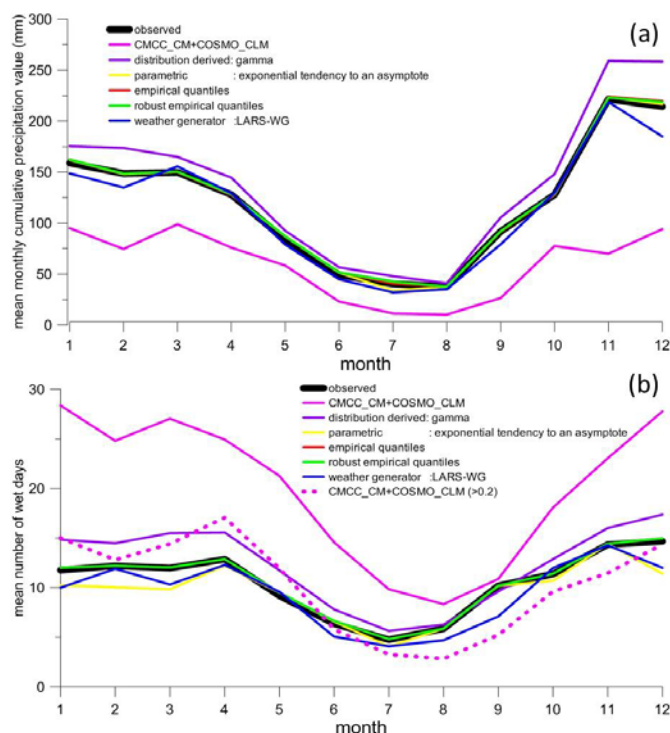 (a)
300
250
200
150
100
50
0
mean monthly cumulative precipitation value (mm)
observed
CMCC_CM+COSMO_CLM
distribution derived: gamma
parametric : exponential tendency to an asymptote
empirical quantiles
robust empirical quantiles
weather generator :LARS-WG
1 2 3 4 5 6 7 8 9 10 11 12
month
(b)
30
20
10
0
mean number of wet days
observed
CMCC_CM+COSMO_CLM
distribution derived: gamma
parametric : exponential tendency to an asymptote
empirical quantiles
robust empirical quantiles
weather generator :LARS-WG
CMCC_CM+COSMO_CLM (>0.2)
1 2 3 4 5 6 7 8 9 10 11 12
month